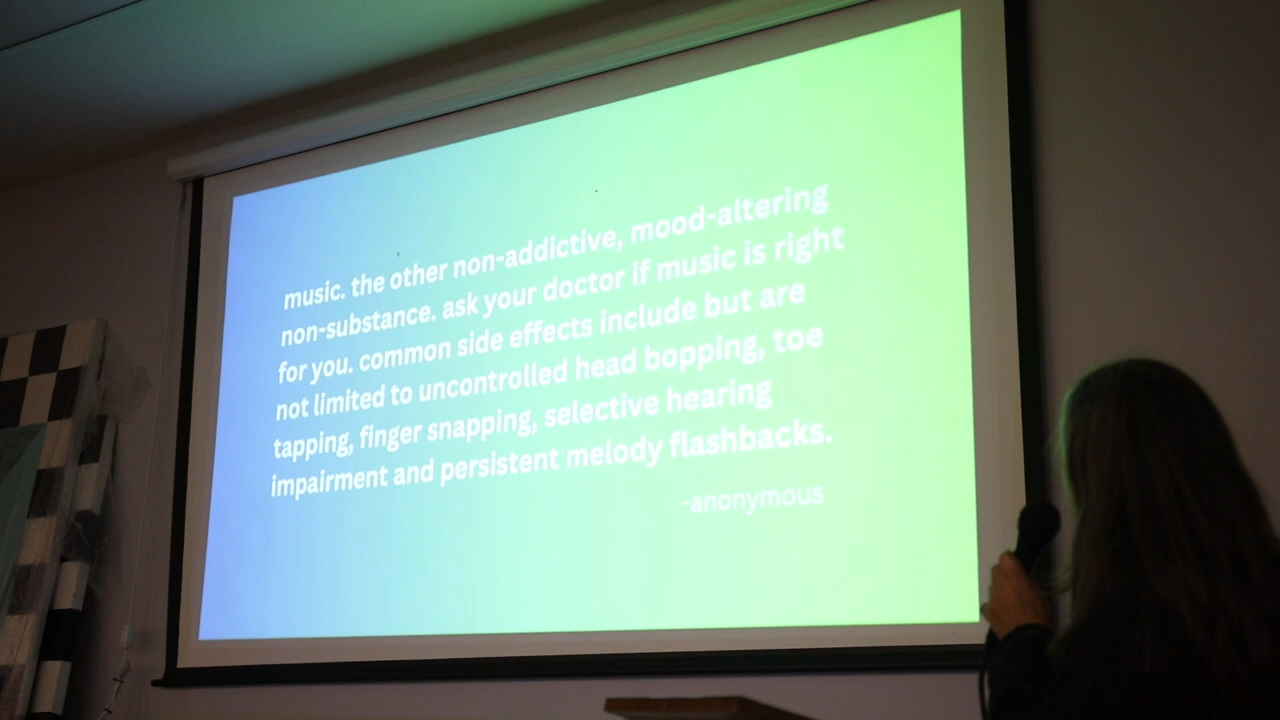 music. the other non-addictive, mood-altering
non-substance. ask your doctor if music is right
for you. common side effects include but are
not limited to uncontrolled head bopping, toe
tapping, finger snapping, selective hearing
impairment and persistent melody flashbacks.
-anonymous